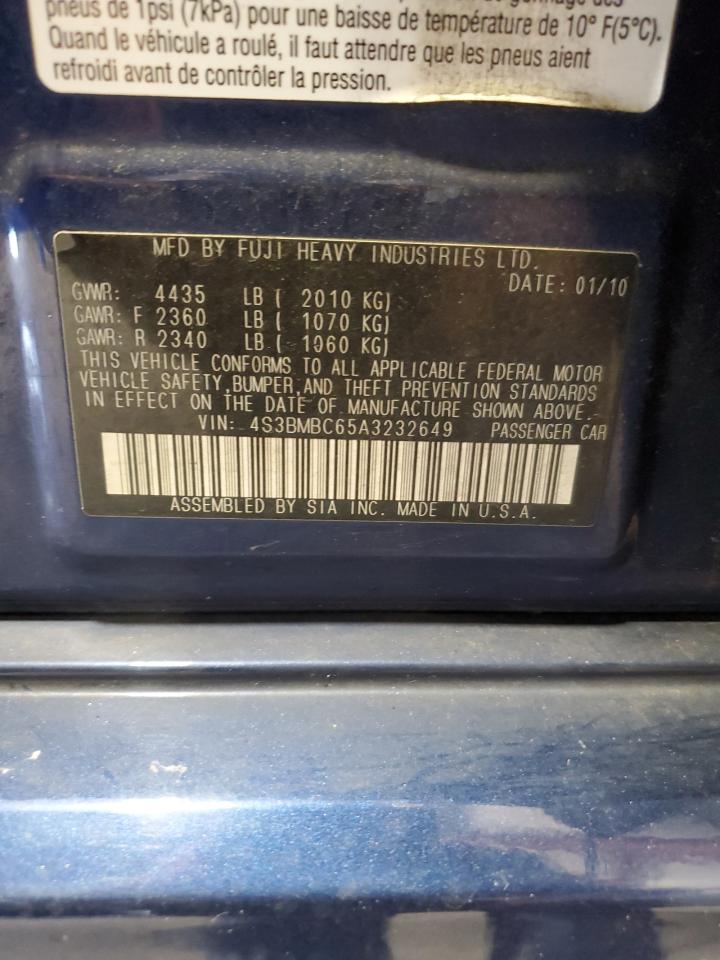 pneus de 1psi (7kPa) pour une baisse de température de 10° F(5°C).
Quand le véhicule a roulé, il faut attendre que les pneus aient
refroidi avant de contrôler la pression.
MFD BY FUJI HEAVY INDUSTRIES LTD.
DATE: 01/10
GVWR: 4435 LB ( 2010 KG)
GAWR: F 2360 LB ( 1070 KG)
GAWR: R 2340 LB ( 1060 KG)
THIS VEHICLE CONFORMS TO ALL APPLICABLE FEDERAL MOTOR
VEHICLE SAFETY,BUMPER,AND THEFT PREVENTION STANDARDS
IN EFFECT ON THE DATE OF MANUFACTURE SHOWN ABOVE.
VIN: 4S3BMBC65A3232649 PASSENGER CAR
ASSEMBLED BY SIA INC. MADE IN U.S.A.